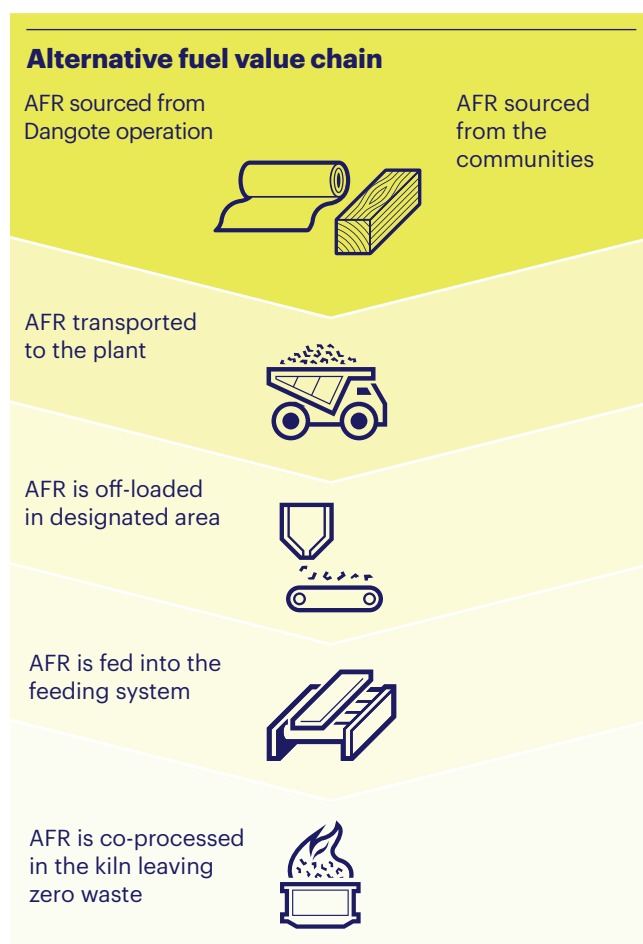 Alternative fuel value chain
AFR sourced from
Dangote operation
AFR sourced
from the
communities
AFR transported
to the plant
AFR is off-loaded
in designated area
AFR is fed into the
feeding system
AFR is co-processed
in the kiln leaving
zero waste